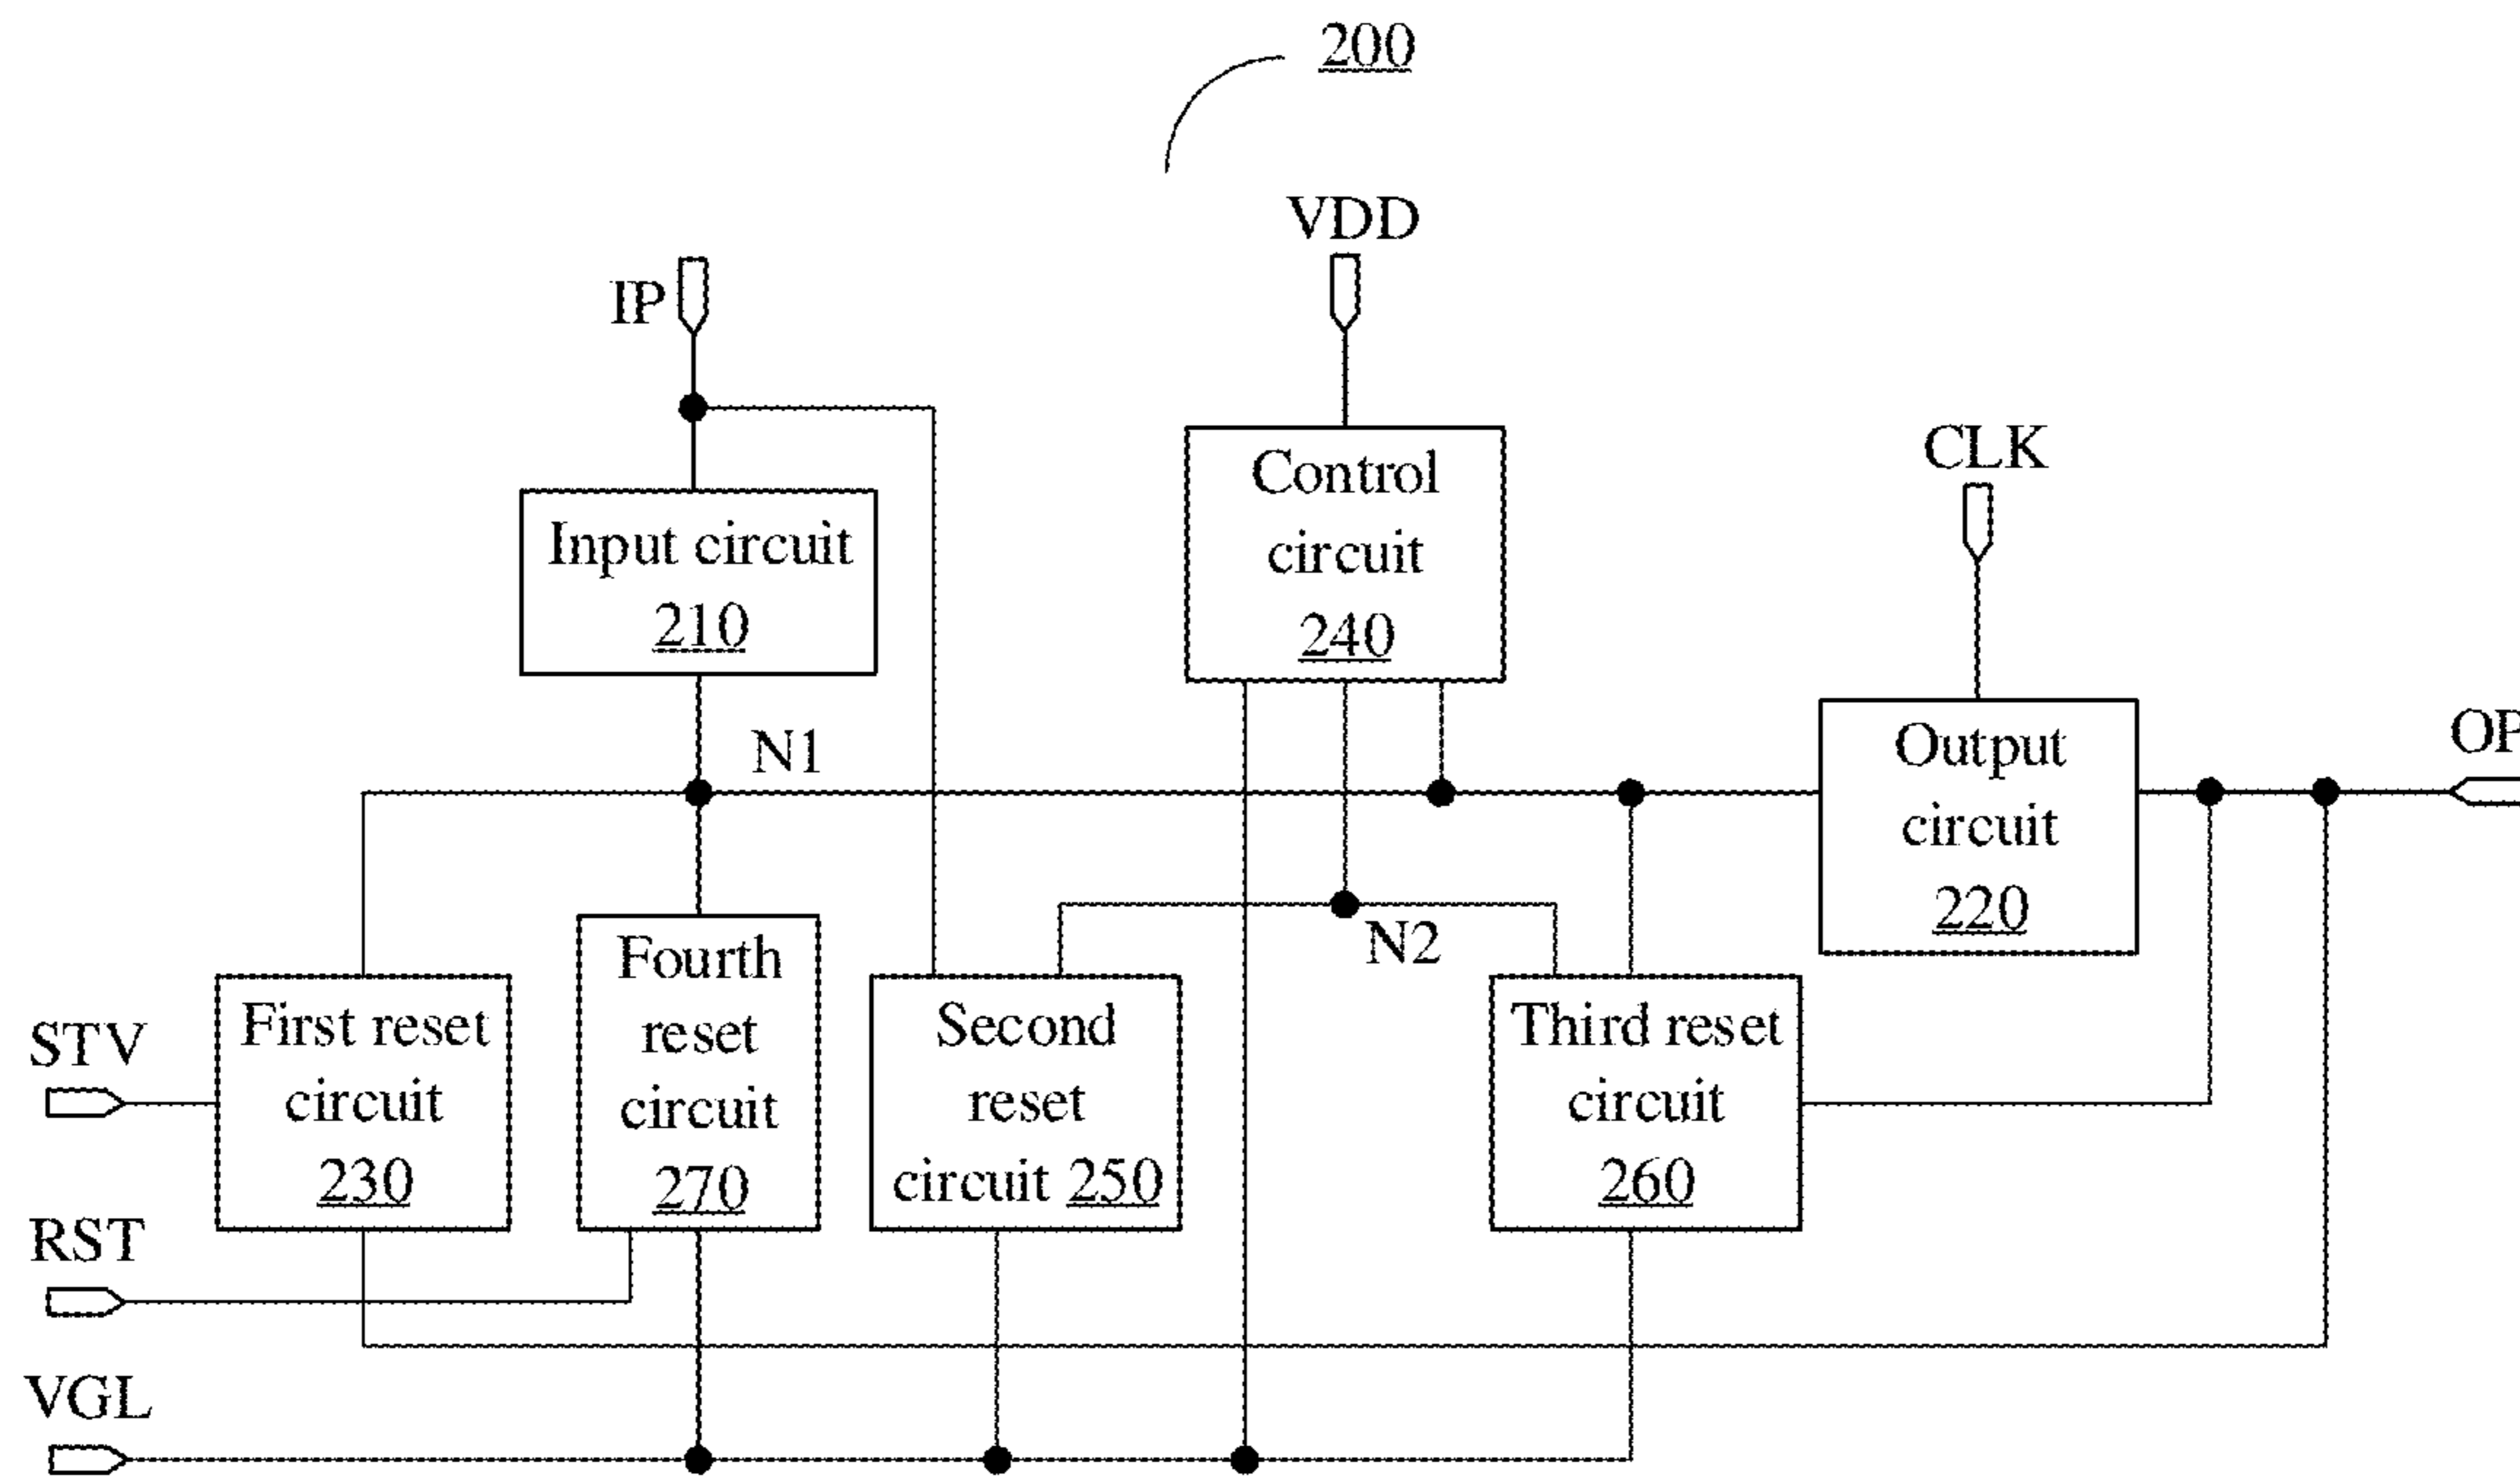 200
VDD
IP
CLK
Control
circuit
240
Input circuit
210
N1
Output
circuit
220
OP
N2
Fourth
reset
circuit
270
First reset
circuit
230
Second
reset
circuit 250
Third reset
circuit
260
STV
RST
VGL